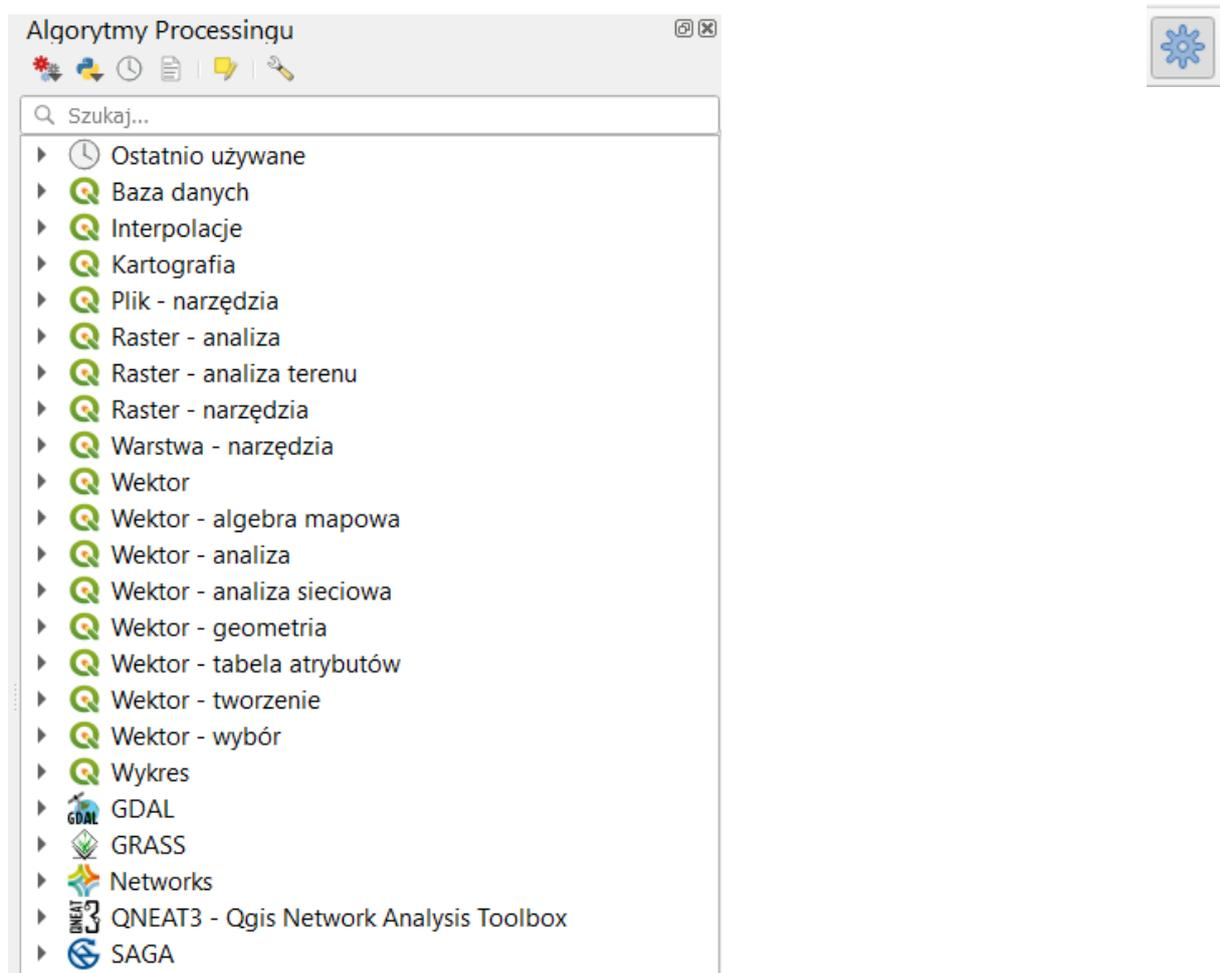 Algorytmy Processingu
Szukaj...
Ostatnio używane
Baza danych
Interpolacje
Kartografia
Plik - narzędzia
Raster - analiza
Raster - analiza terenu
Raster - narzędzia
Warstwa - narzędzia
Wektor
Wektor - algebra mapowa
Wektor - analiza
Wektor - analiza sieciowa
Wektor - geometria
Wektor - tabela atrybutów
Wektor - tworzenie
Wektor - wybór
Wykres
GDAL GDAL
GRASS
Networks
QNEAT3 QNEAT3 - Qgis Network Analysis Toolbox
SAGA